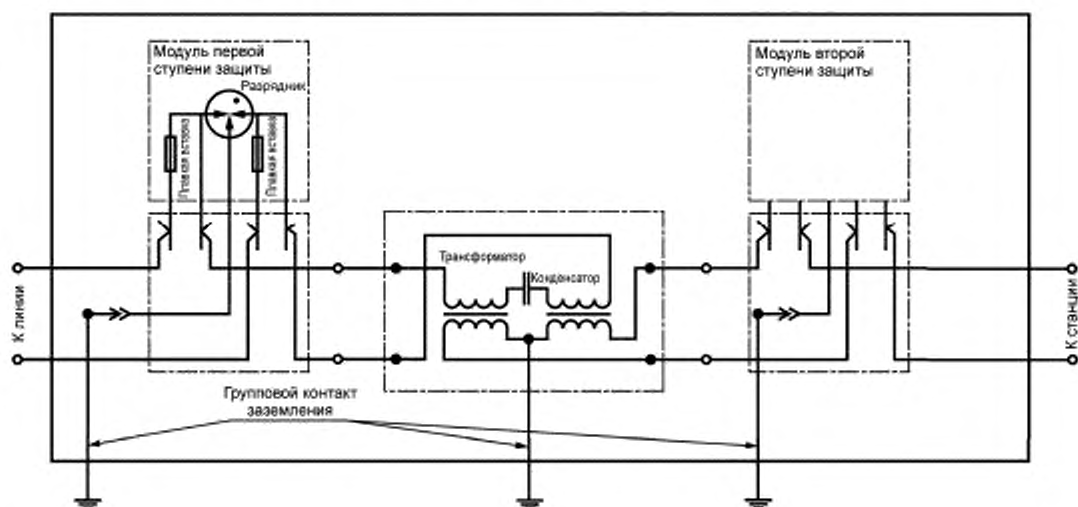 Модуль первой
ступени защиты
Разрядник
Плавкая вставка
Плавкая вставка
Модуль второй
ступени защиты
Трансформатор
Конденсатор
К линии
К станции
Групповой контакт
заземления